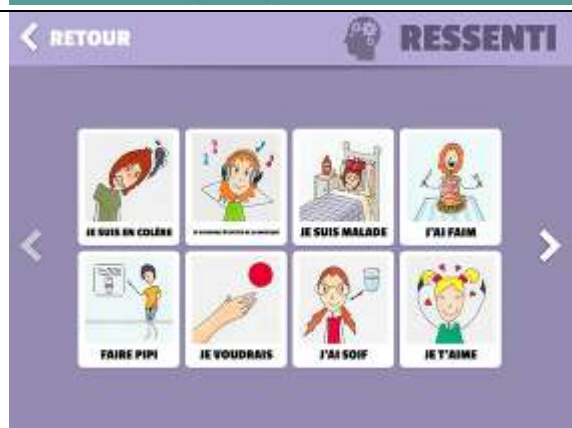 RETOUR
RESSENTI
JE SUIS EN COLÈRE
JE SUIS MALADE
J'AI FAIM
FAIRE PIPI
JE VOUDRAIS
J'AI SOIF
JE T'AIME